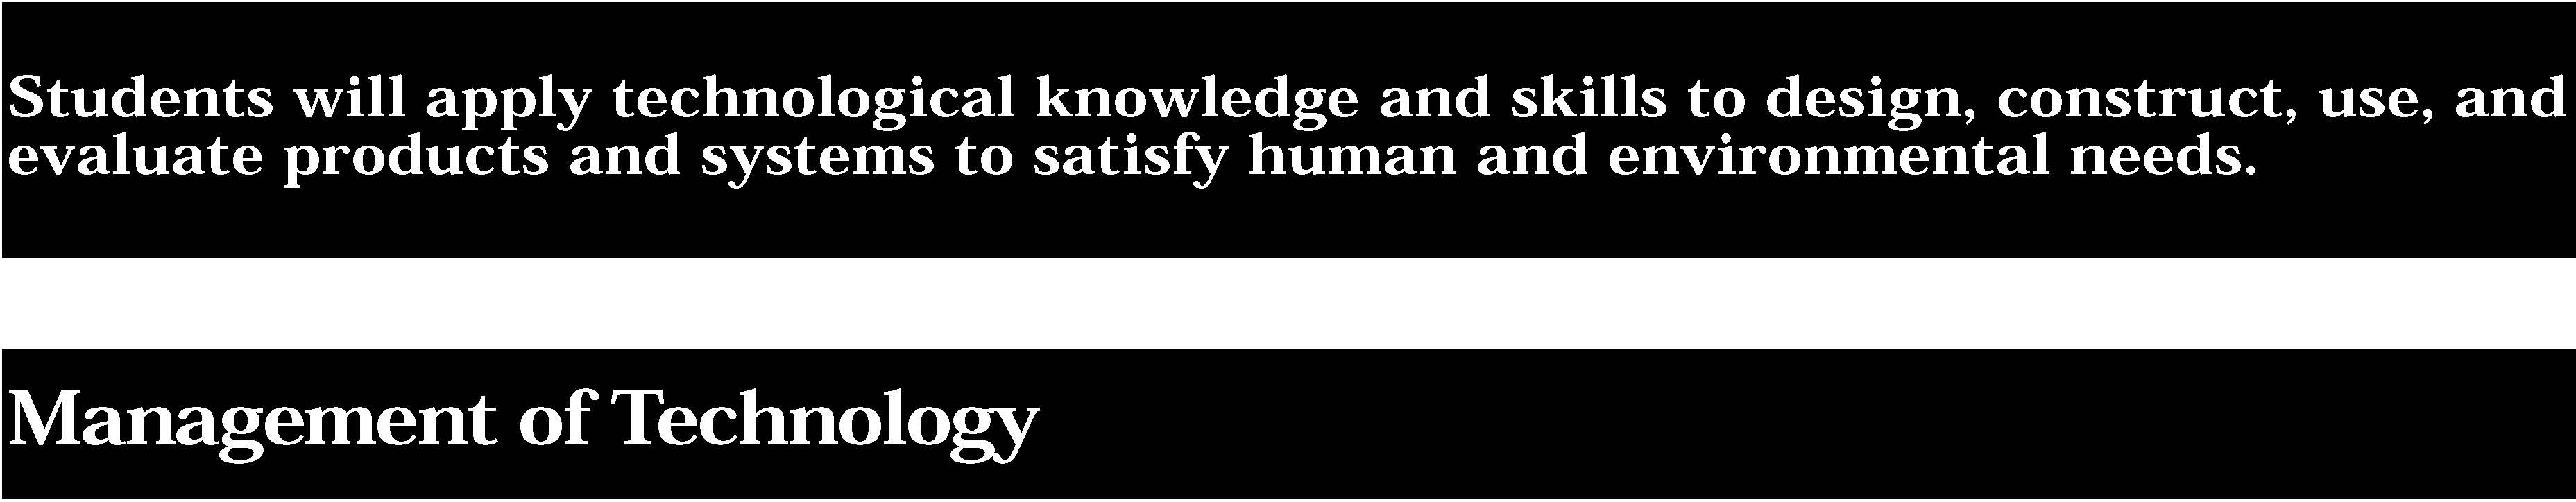 Students will apply technological knowledge and skills to design, construct, use, and
evaluate products and systems to satisfy human and environmental needs.
Management of Technology